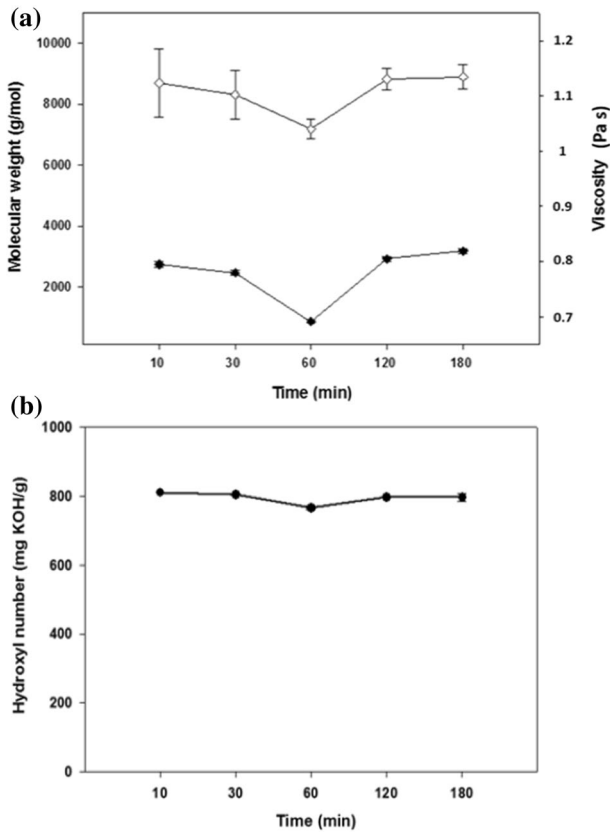 (a)
Molecular weight (g/mol)
10000
8000
6000
4000
2000
1.2
1.1
1
0.9
0.8
0.7
Viscosity (Pa s)
10 30 60 120 180
Time (min)
(b)
Hydroxyl number (mg KOH/g)
1000
800
600
400
200
0
10 30 60 120 180
Time (min)